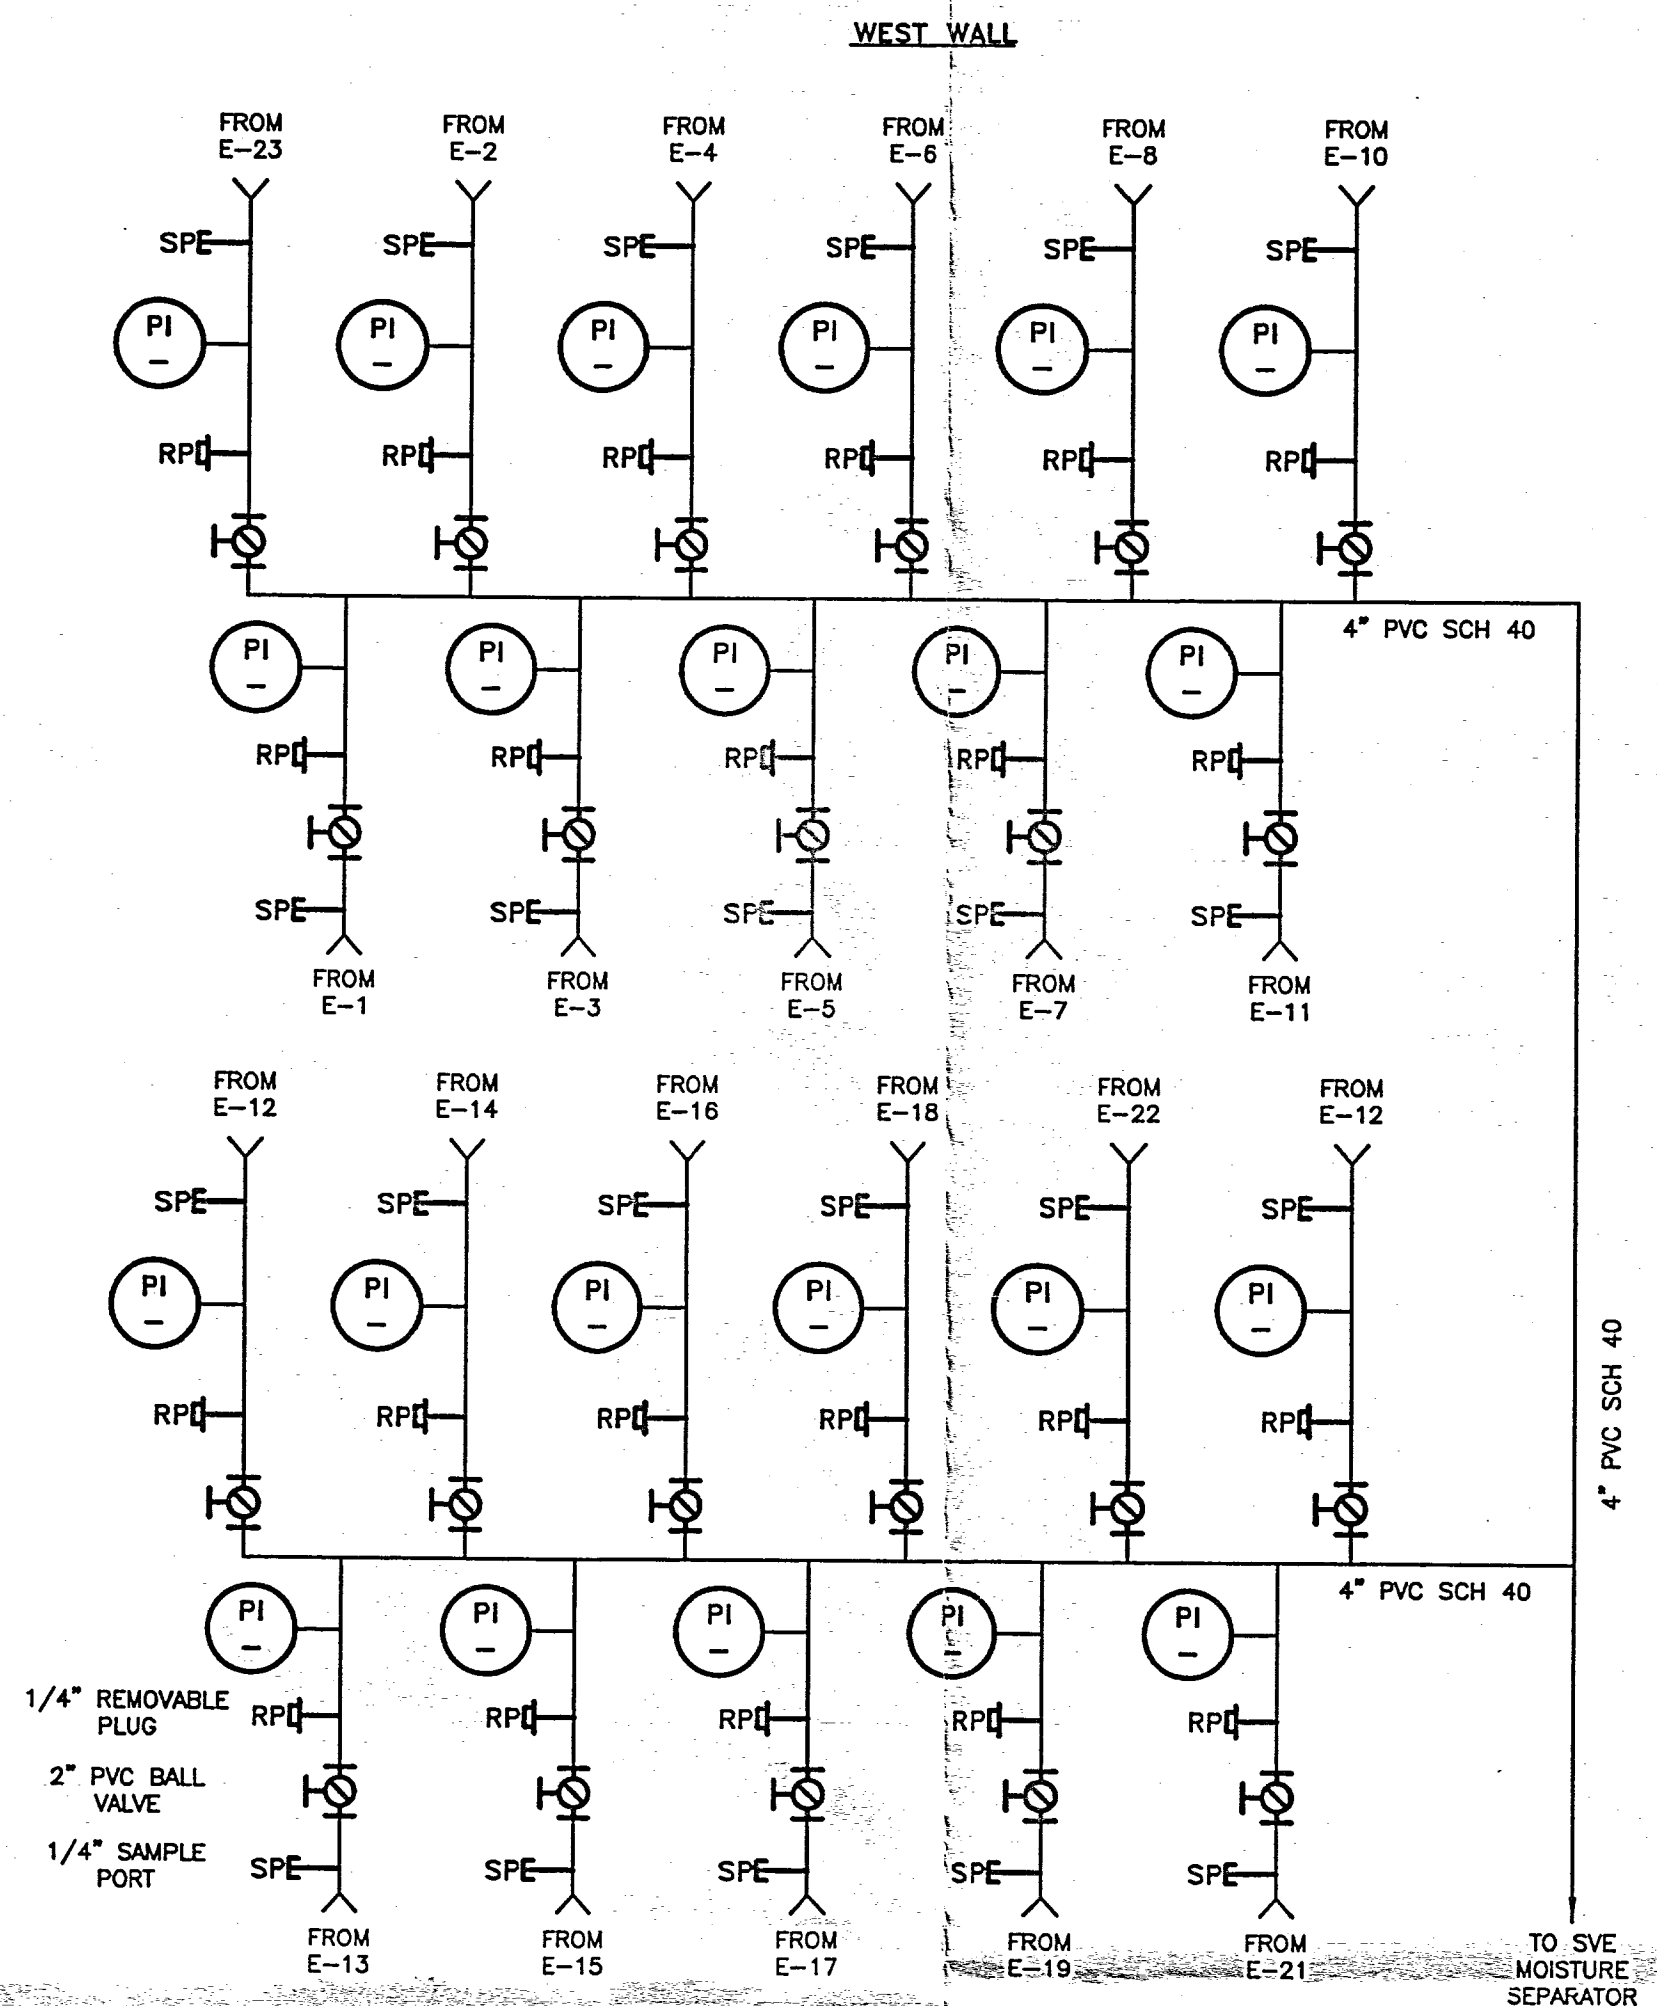 WEST WALL
FROM FROM FROM FROM FROM FROM
E-23 E-2 E-4 E-6 E-8 E-10
SP SP SP SP SP SP
PI PI PI PI PI PI
- - - - - -
RP RP RP RP RP RP
4" PVC SCH 40
PI PI PI PI PI
- - - - -
RP RP RP RP RP
SP SP SP SP SP
FROM FROM FROM FROM FROM
E-1 E-3 E-5 E-7 E-11
FROM FROM FROM FROM FROM FROM
E-12 E-14 E-16 E-18 E-22 E-12
SP SP SP SP SP SP
PI PI PI PI PI PI
- - - - - -
RP RP RP RP RP RP
4" PVC SCH 40
4" PVC SCH 40
PI PI PI PI PI
- - - - -
1/4" REMOVABLE
PLUG
RP RP RP RP RP
2" PVC BALL
VALVE
1/4" SAMPLE
PORT
SP SP SP SP SP
FROM FROM FROM FROM FROM
E-13 E-15 E-17 E-19 E-21
TO SVE
MOISTURE
SEPARATOR